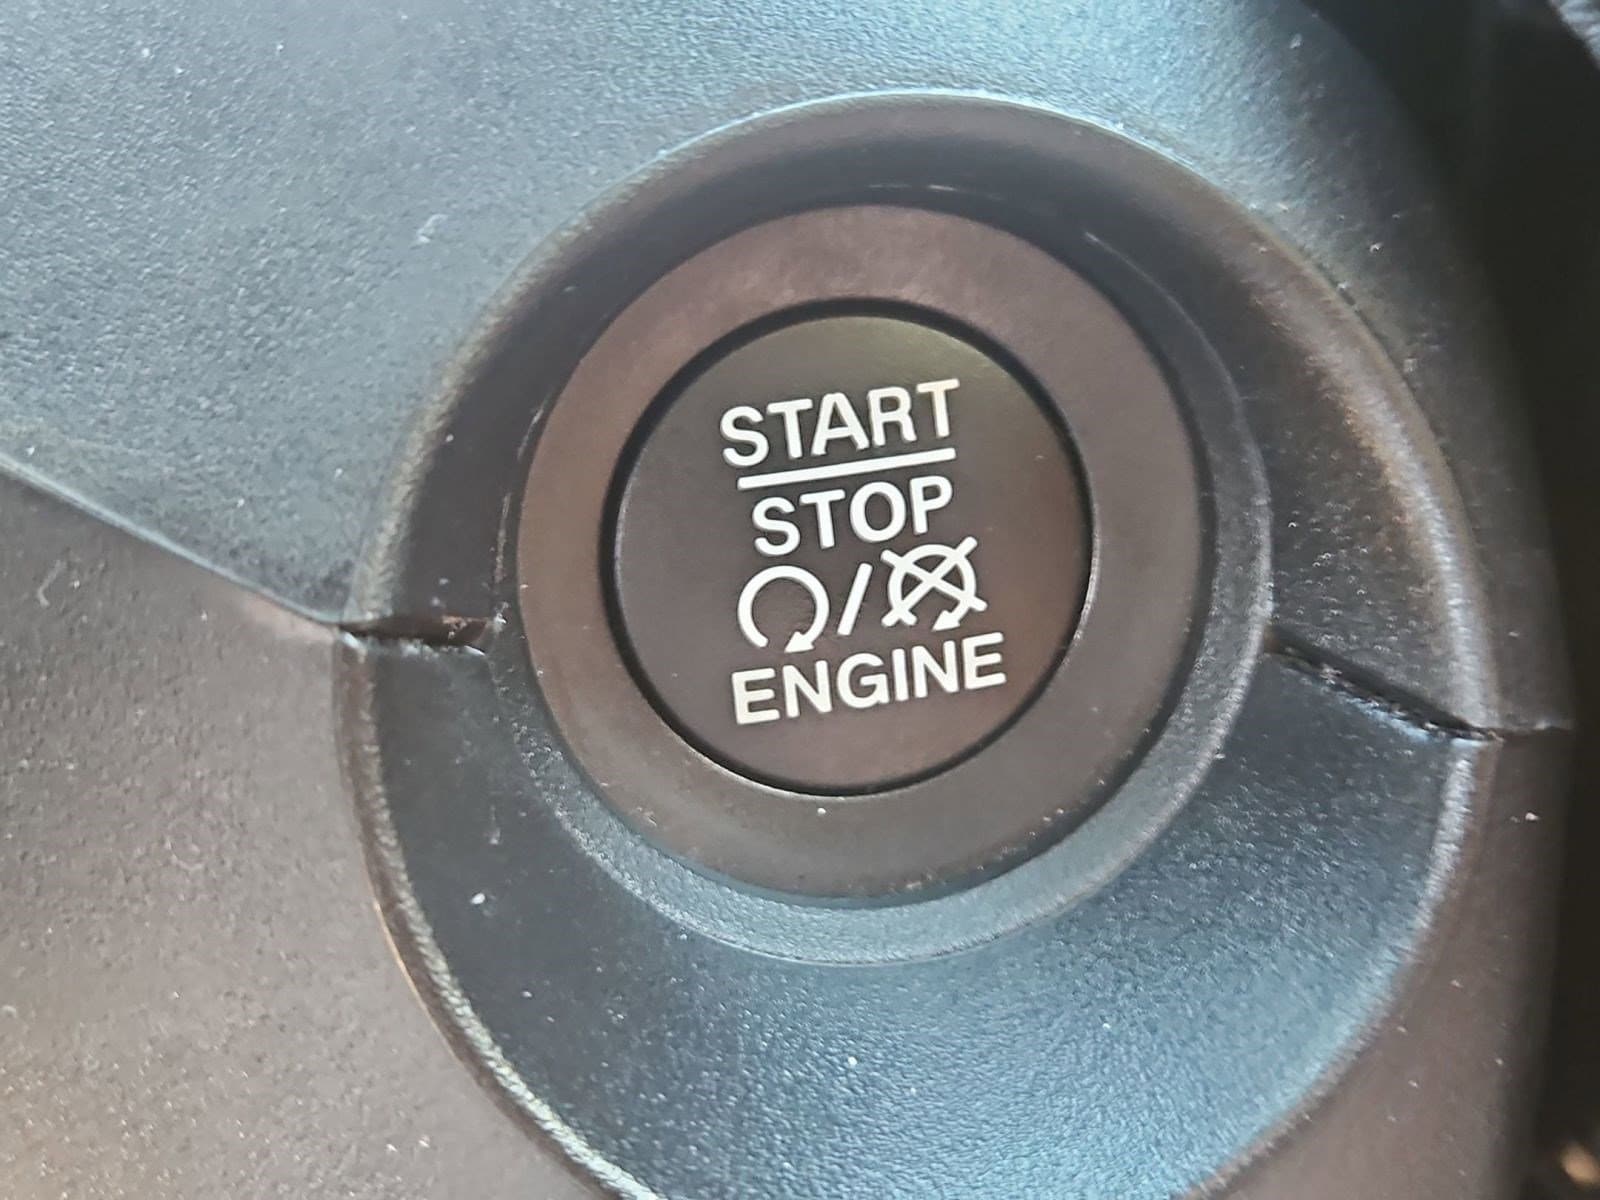 START
STOP
/
ENGINE